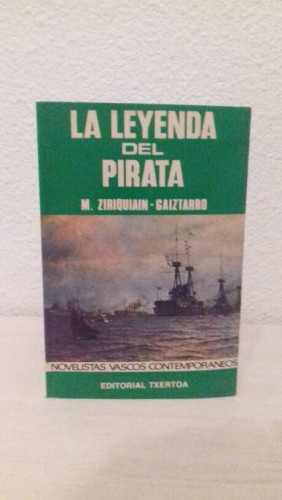 LA LEYENDA
DEL
PIRATA
M. ZIRIQUIAIN - GAIZTARRO
NOVELISTAS VASCOS CONTEMPORANEOS
EDITORIAL TXERTOA